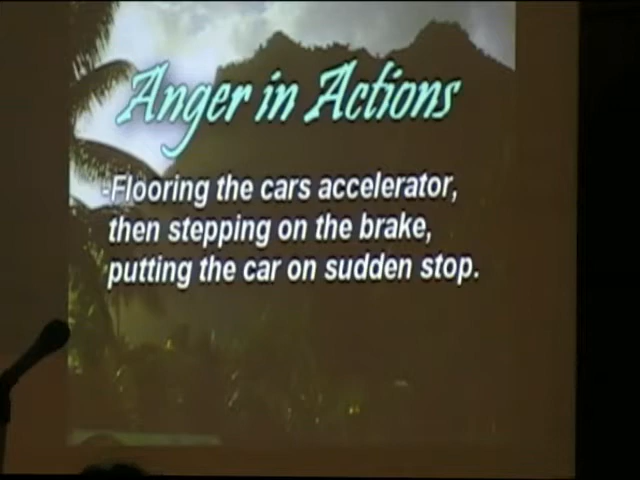 Anger in Actions
-Flooring the cars accelerator,
then stepping on the brake,
putting the car on sudden stop.